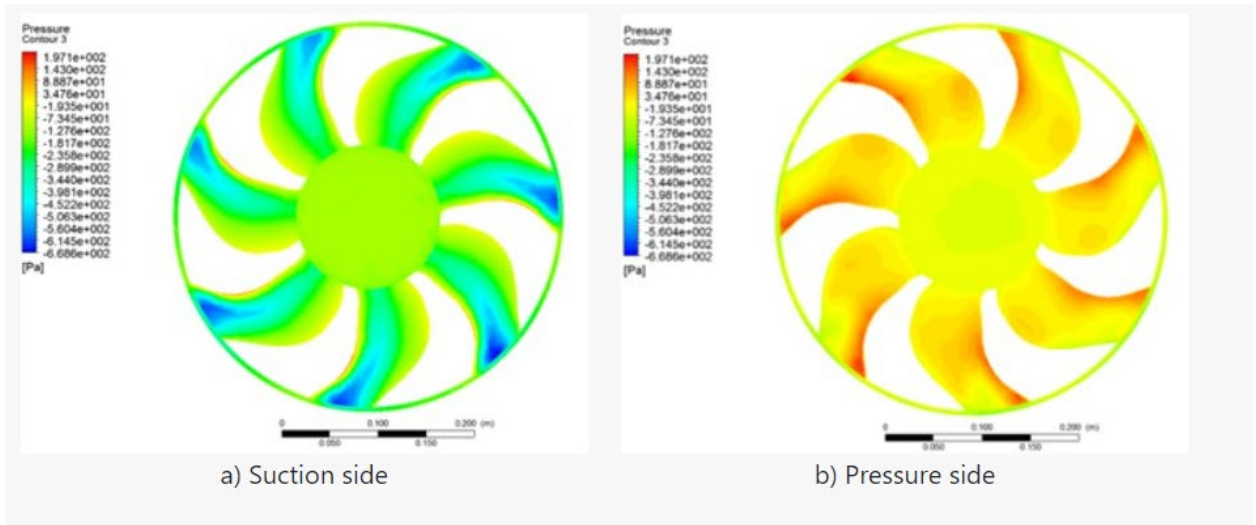 Pressure
Contour 3
1.971e+002
1.430e+002
8.887e+001
3.476e+001
-1.935e+001
-7.345e+001
-1.276e+002
-1.817e+002
-2.358e+002
-2.899e+002
-3.440e+002
-3.981e+002
-4.522e+002
-5.063e+002
-5.604e+002
-6.145e+002
-6.686e+002
[Pa]
0 0.100 0.200 (m)
0.050 0.150
a) Suction side
Pressure
Contour 3
1.971e+002
1.430e+002
8.887e+001
3.476e+001
-1.935e+001
-7.345e+001
-1.276e+002
-1.817e+002
-2.358e+002
-2.899e+002
-3.440e+002
-3.981e+002
-4.522e+002
-5.063e+002
-5.604e+002
-6.145e+002
-6.686e+002
[Pa]
0 0.100 0.200 (m)
0.050 0.150
b) Pressure side